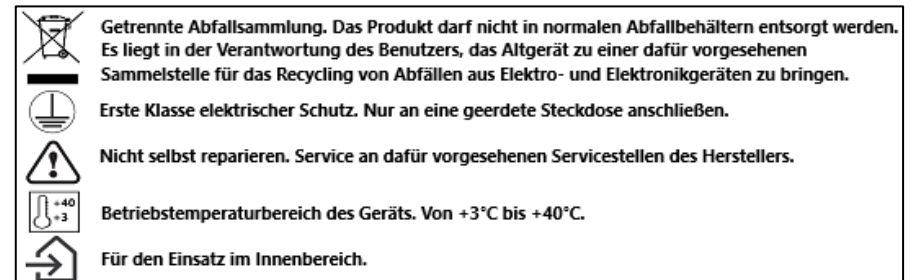 Getrennte Abfallsammlung. Das Produkt darf nicht in normalen Abfallbehältern entsorgt werden.
Es liegt in der Verantwortung des Benutzers, das Altgerät zu einer dafür vorgesehenen
Sammelstelle für das Recycling von Abfällen aus Elektro- und Elektronikgeräten zu bringen.
Erste Klasse elektrischer Schutz. Nur an eine geerdete Steckdose anschließen.
Nicht selbst reparieren. Service an dafür vorgesehenen Servicestellen des Herstellers.
+40
+3
Betriebstemperaturbereich des Geräts. Von +3°C bis +40°C.
Für den Einsatz im Innenbereich.